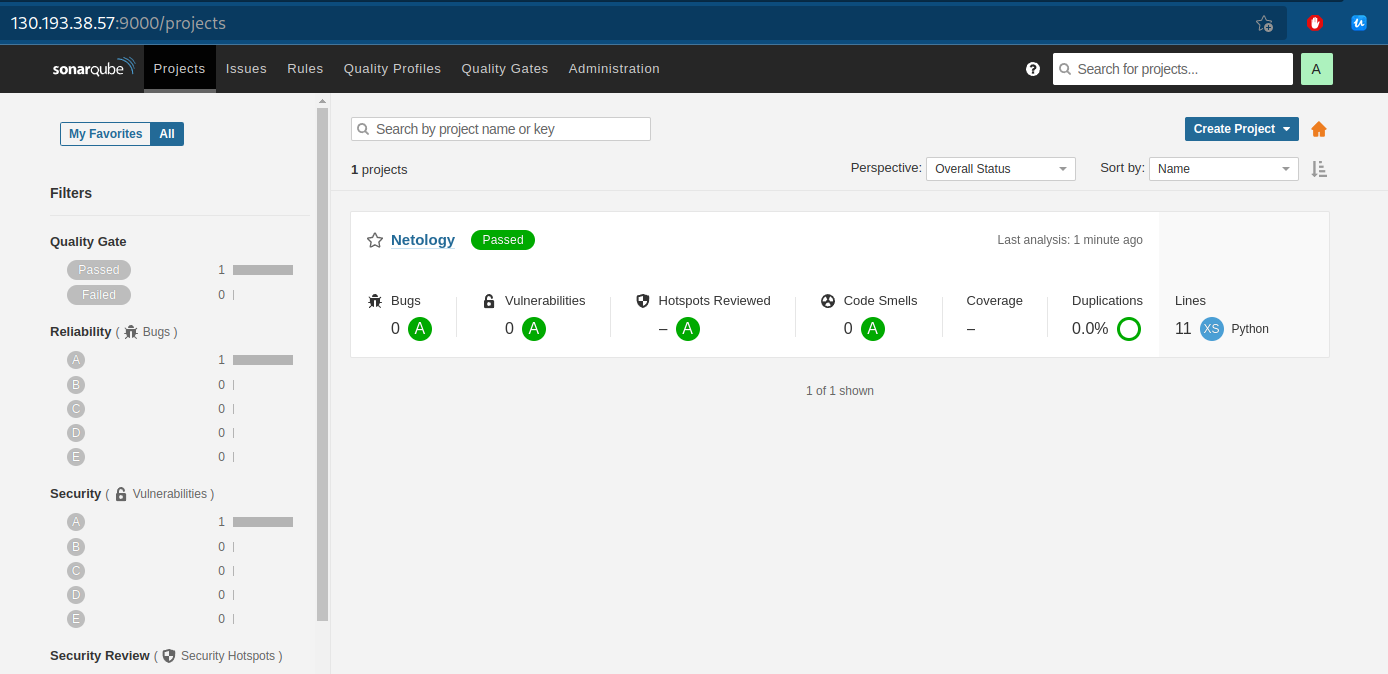 130.193.38.57:9000/projects
sonarqube Projects Issues Rules Quality Profiles Quality Gates Administration ? Search for projects... A
My Favorites All
Filters
Quality Gate
Passed 1
Failed 0
Reliability ( Bugs )
A 1
B 0
C 0
D 0
E 0
Security ( Vulnerabilities )
A 1
B 0
C 0
D 0
E 0
Security Review ( Security Hotspots )
Search by project name or key Create Project
1 projects Perspective: Overall Status Sort by: Name
Netology Passed Last analysis: 1 minute ago
Bugs Vulnerabilities Hotspots Reviewed Code Smells Coverage Duplications Lines
0 A 0 A – A 0 A – 0.0% 11 XS Python
1 of 1 shown